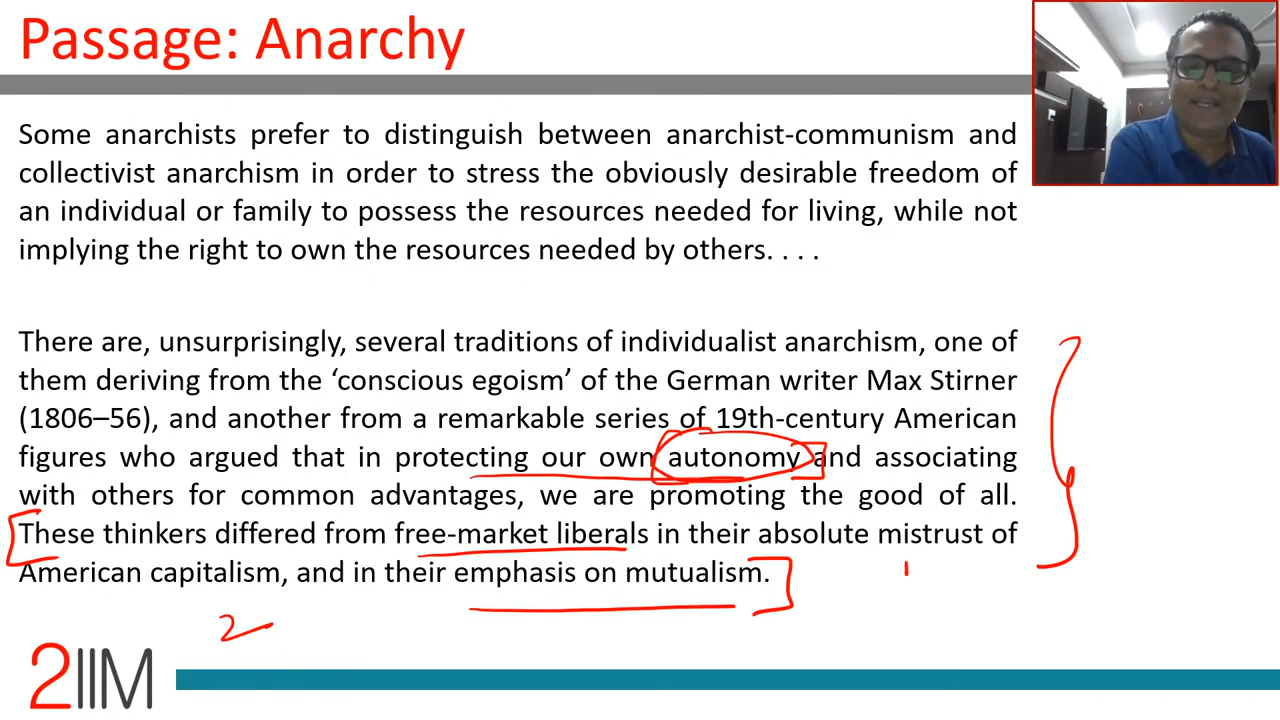 Passage: Anarchy
Some anarchists prefer to distinguish between anarchist-communism and
collectivist anarchism in order to stress the obviously desirable freedom of
an individual or family to possess the resources needed for living, while not
implying the right to own the resources needed by others. . . .
There are, unsurprisingly, several traditions of individualist anarchism, one of
them deriving from the ‘conscious egoism’ of the German writer Max Stirner
(1806–56), and another from a remarkable series of 19th-century American
figures who argued that in protecting our own autonomy and associating
with others for common advantages, we are promoting the good of all.
These thinkers differed from free-market liberals in their absolute mistrust of
American capitalism, and in their emphasis on mutualism.
2
2IIM